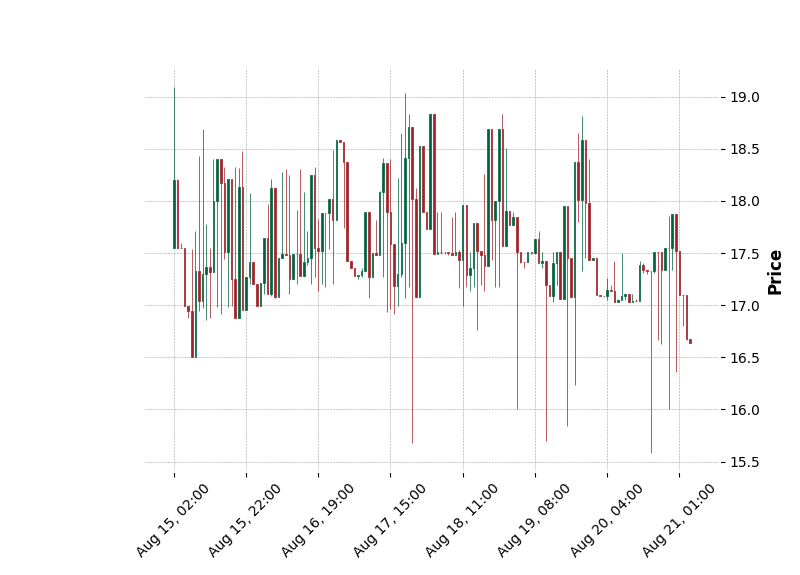 19.0
18.5
18.0
17.5
17.0
16.5
16.0
15.5
Price
Aug 15, 02:00
Aug 15, 22:00
Aug 16, 19:00
Aug 17, 15:00
Aug 18, 11:00
Aug 19, 08:00
Aug 20, 04:00
Aug 21, 01:00